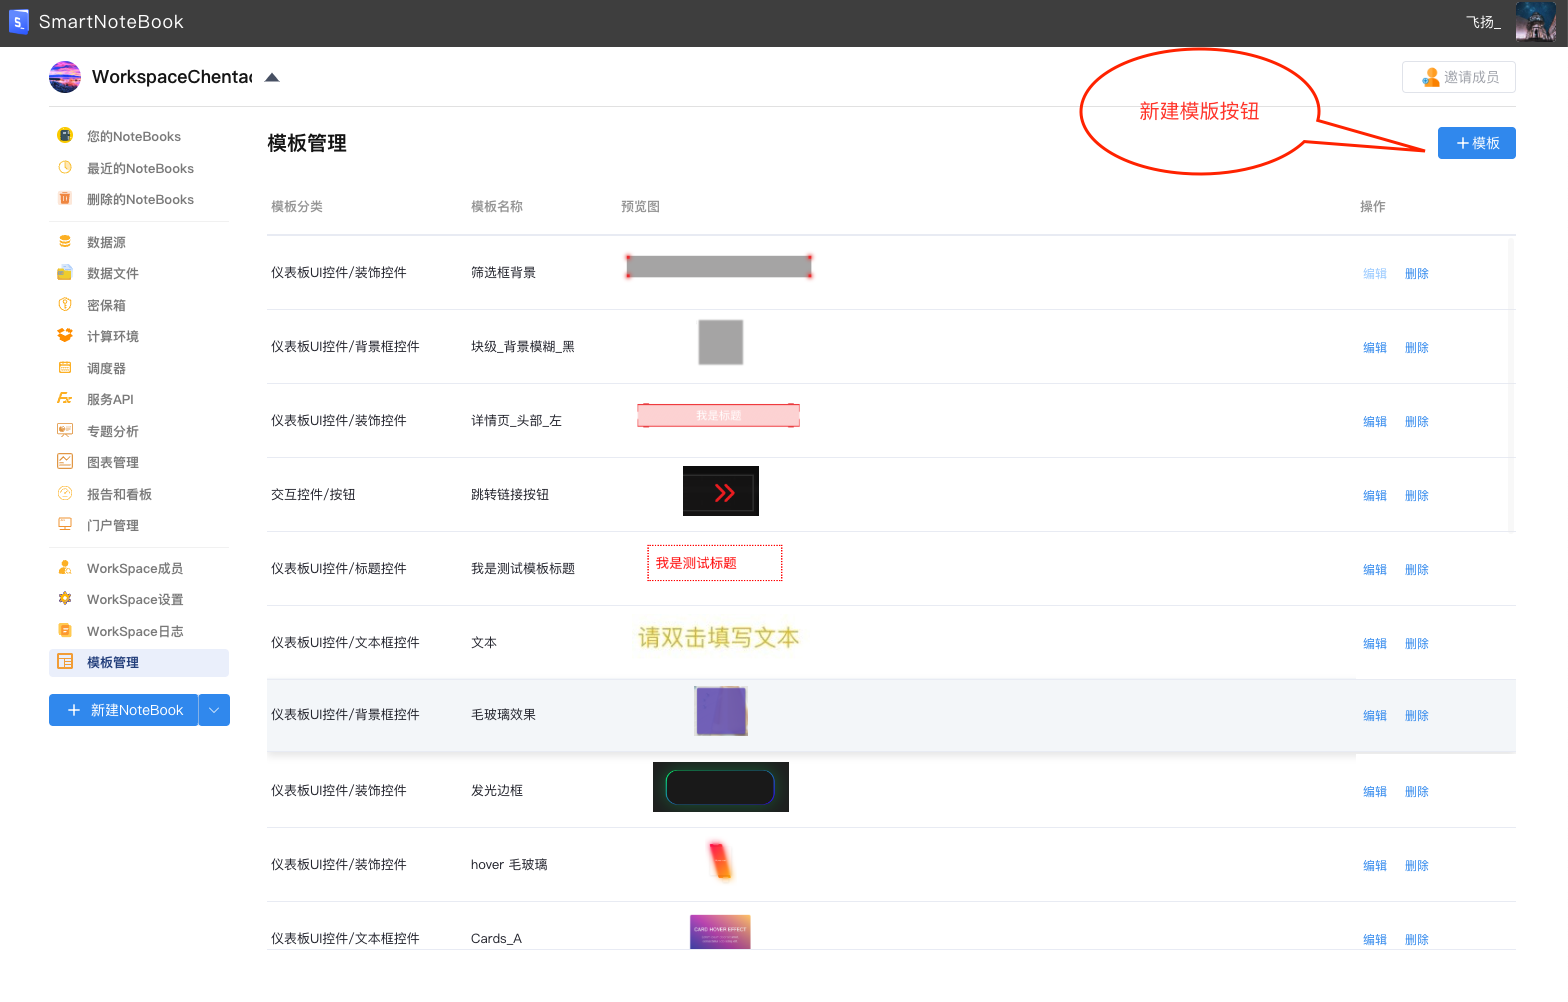 SmartNoteBook
飞扬_
WorkspaceChentao
邀请成员
新建模版按钮
您的NoteBooks
最近的NoteBooks
删除的NoteBooks
数据源
数据文件
密保箱
计算环境
调度器
服务API
专题分析
图表管理
报告和看板
门户管理
WorkSpace成员
WorkSpace设置
WorkSpace日志
模板管理
新建NoteBook
模板管理
模板
模板分类 模板名称 预览图 操作
仪表板UI控件/装饰控件 筛选框背景 编辑 删除
仪表板UI控件/背景框控件 块级_背景模糊_黑 编辑 删除
仪表板UI控件/装饰控件 详情页_头部_左 我是标题 编辑 删除
交互控件/按钮 跳转链接按钮 编辑 删除
仪表板UI控件/标题控件 我是测试模板标题 我是测试标题 编辑 删除
仪表板UI控件/文本框控件 文本 请双击填写文本 编辑 删除
仪表板UI控件/背景框控件 毛玻璃效果 编辑 删除
仪表板UI控件/装饰控件 发光边框 编辑 删除
仪表板UI控件/装饰控件 hover 毛玻璃 编辑 删除
仪表板UI控件/文本框控件 Cards_A CARD HOVER EFFECT 编辑 删除